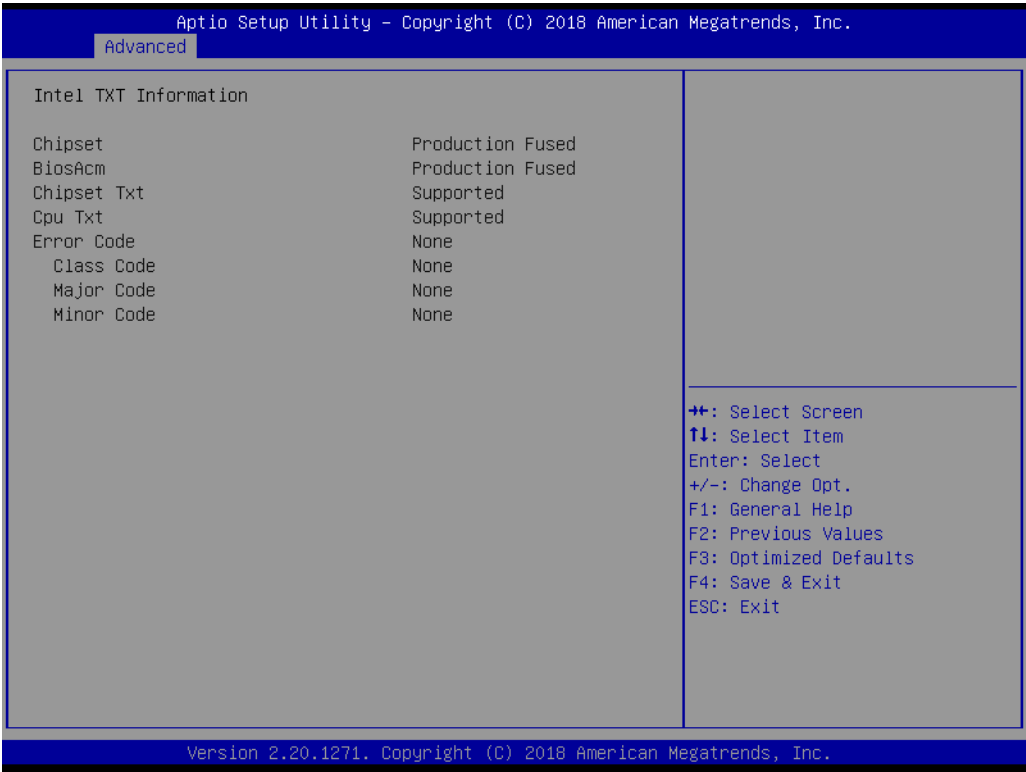 Aptio Setup Utility – Copyright (C) 2018 American Megatrends, Inc.
Advanced
Intel TXT Information
Chipset Production Fused
BiosAcm Production Fused
Chipset Txt Supported
Cpu Txt Supported
Error Code None
Class Code None
Major Code None
Minor Code None
→←: Select Screen
↑↓: Select Item
Enter: Select
+/-: Change Opt.
F1: General Help
F2: Previous Values
F3: Optimized Defaults
F4: Save & Exit
ESC: Exit
Version 2.20.1271. Copyright (C) 2018 American Megatrends, Inc.